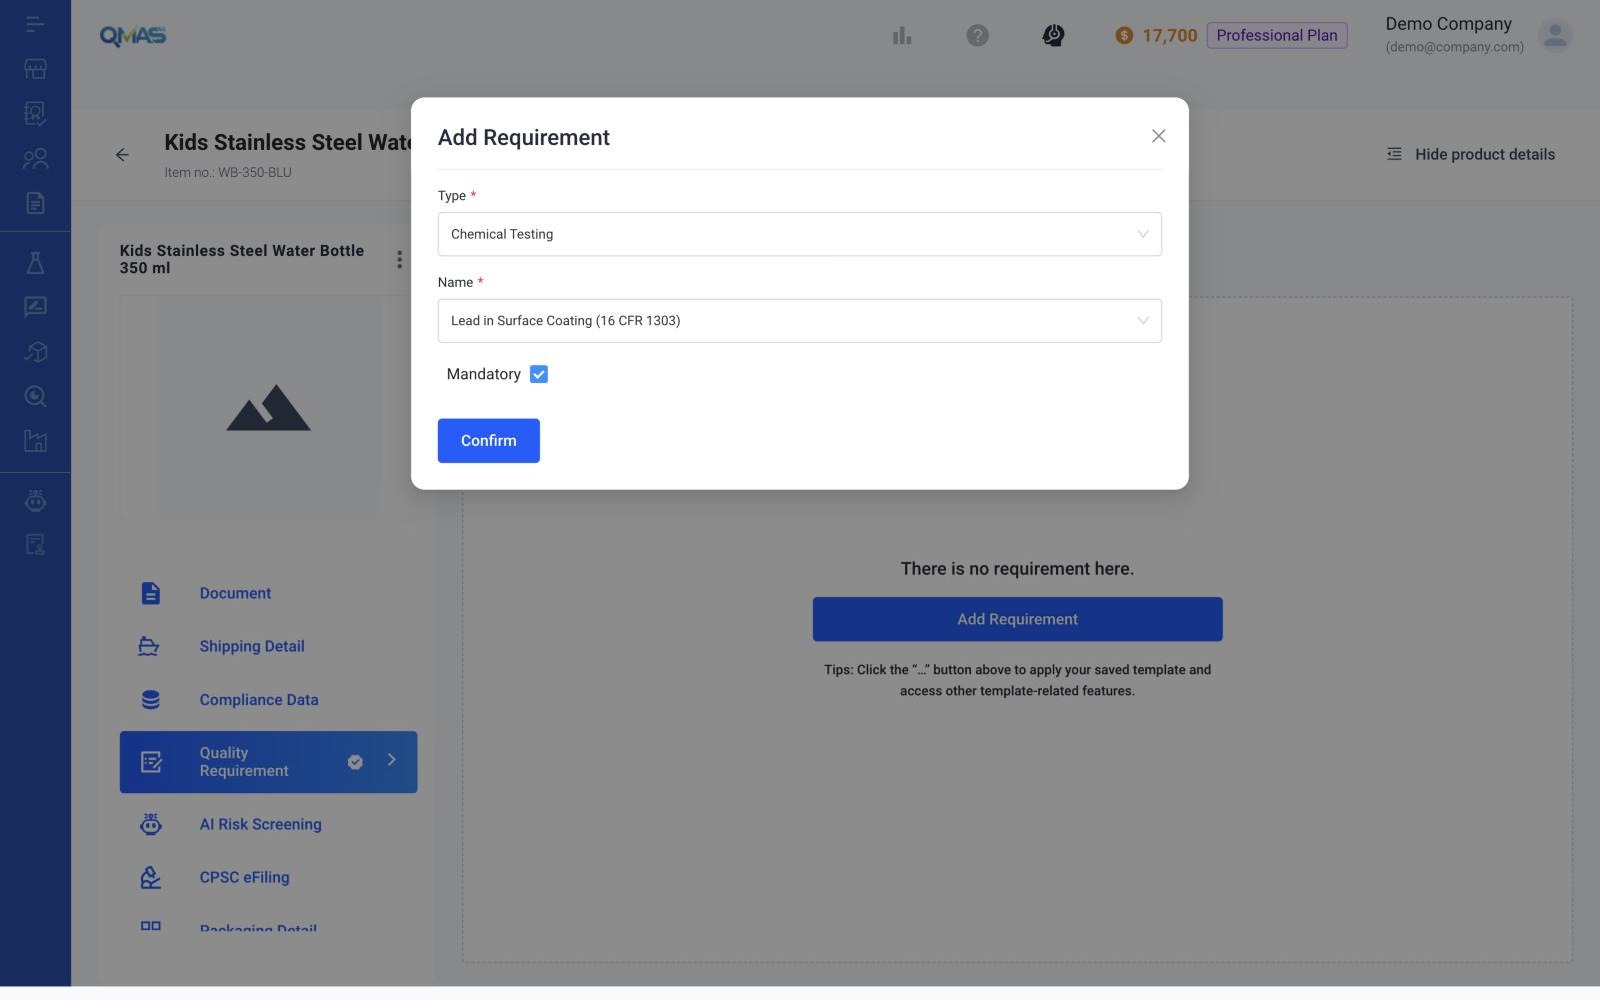 QMAS
17,700
Professional Plan
Demo Company
(demo@company.com)
Kids Stainless Steel Wate
Item no.: WB-350-BLU
Hide product details
Add Requirement
Type *
Chemical Testing
Name *
Lead in Surface Coating (16 CFR 1303)
Mandatory
Confirm
Kids Stainless Steel Water Bottle
350 ml
Document
Shipping Detail
Compliance Data
Quality
Requirement
AI Risk Screening
CPSC eFiling
Packaging Detail
There is no requirement here.
Add Requirement
Tips: Click the “…” button above to apply your saved template and
access other template-related features.